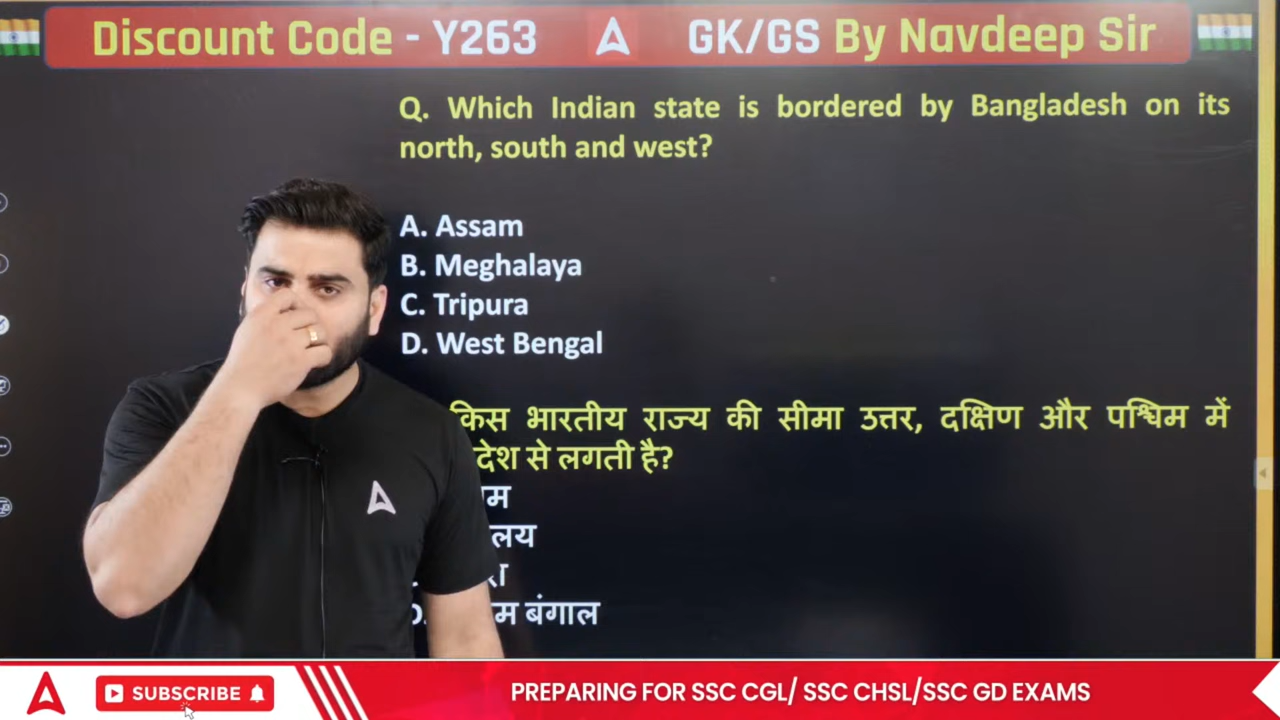 Discount Code - Y263 GK/GS By Navdeep Sir
Q. Which Indian state is bordered by Bangladesh on its
north, south and west?
A. Assam
B. Meghalaya
C. Tripura
D. West Bengal
किस भारतीय राज्य की सीमा उत्तर, दक्षिण और पश्चिम में
देश से लगती है?
बंगाल
SUBSCRIBE
PREPARING FOR SSC CGL/ SSC CHSL/SSC GD EXAMS